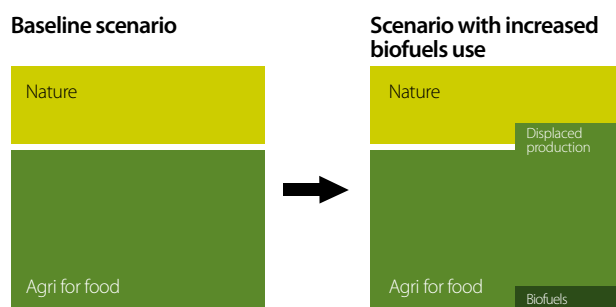 Baseline scenario
Nature
Agri for food
Scenario with increased
biofuels use
Nature
Displaced
production
Agri for food
Biofuels